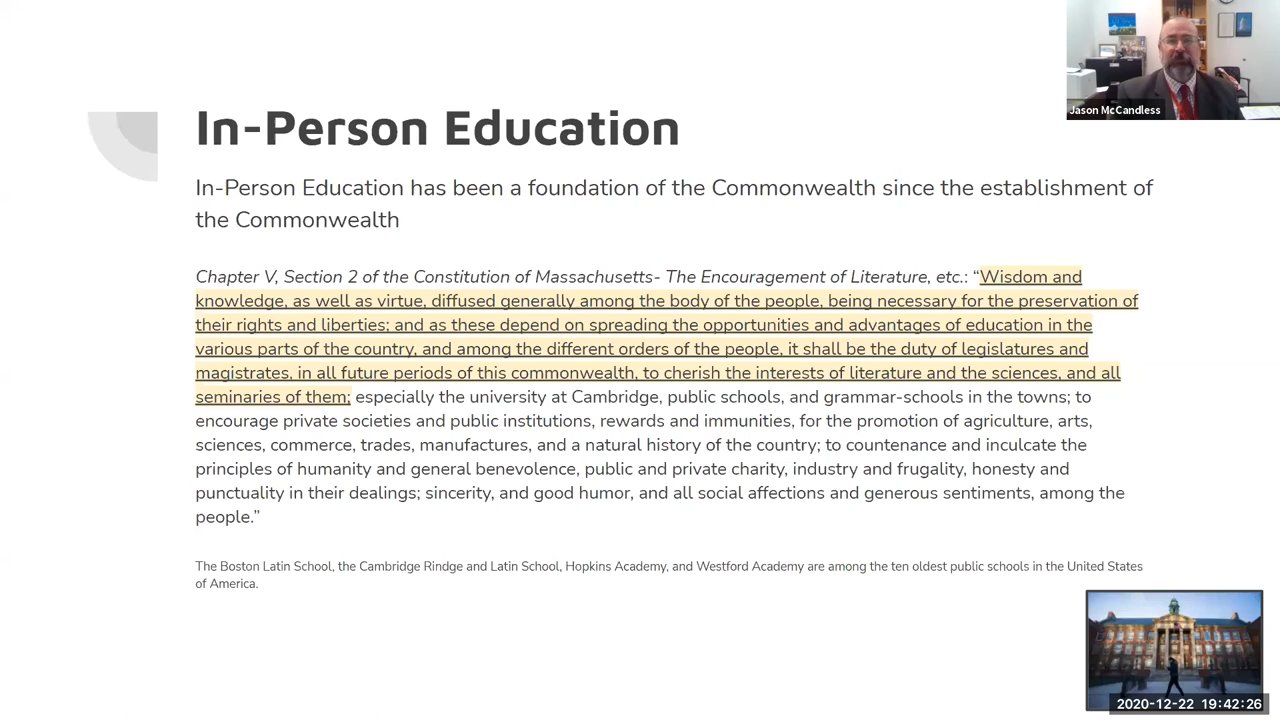 Jason McCandless
In-Person Education
In-Person Education has been a foundation of the Commonwealth since the establishment of
the Commonwealth
Chapter V, Section 2 of the Constitution of Massachusetts- The Encouragement of Literature, etc.: “Wisdom and
knowledge, as well as virtue, diffused generally among the body of the people, being necessary for the preservation of
their rights and liberties; and as these depend on spreading the opportunities and advantages of education in the
various parts of the country, and among the different orders of the people, it shall be the duty of legislatures and
magistrates, in all future periods of this commonwealth, to cherish the interests of literature and the sciences, and all
seminaries of them; especially the university at Cambridge, public schools, and grammar-schools in the towns; to
encourage private societies and public institutions, rewards and immunities, for the promotion of agriculture, arts,
sciences, commerce, trades, manufactures, and a natural history of the country; to countenance and inculcate the
principles of humanity and general benevolence, public and private charity, industry and frugality, honesty and
punctuality in their dealings; sincerity, and good humor, and all social affections and generous sentiments, among the
people.”
The Boston Latin School, the Cambridge Rindge and Latin School, Hopkins Academy, and Westford Academy are among the ten oldest public schools in the United States
of America.
2020-12-22 19:42:26